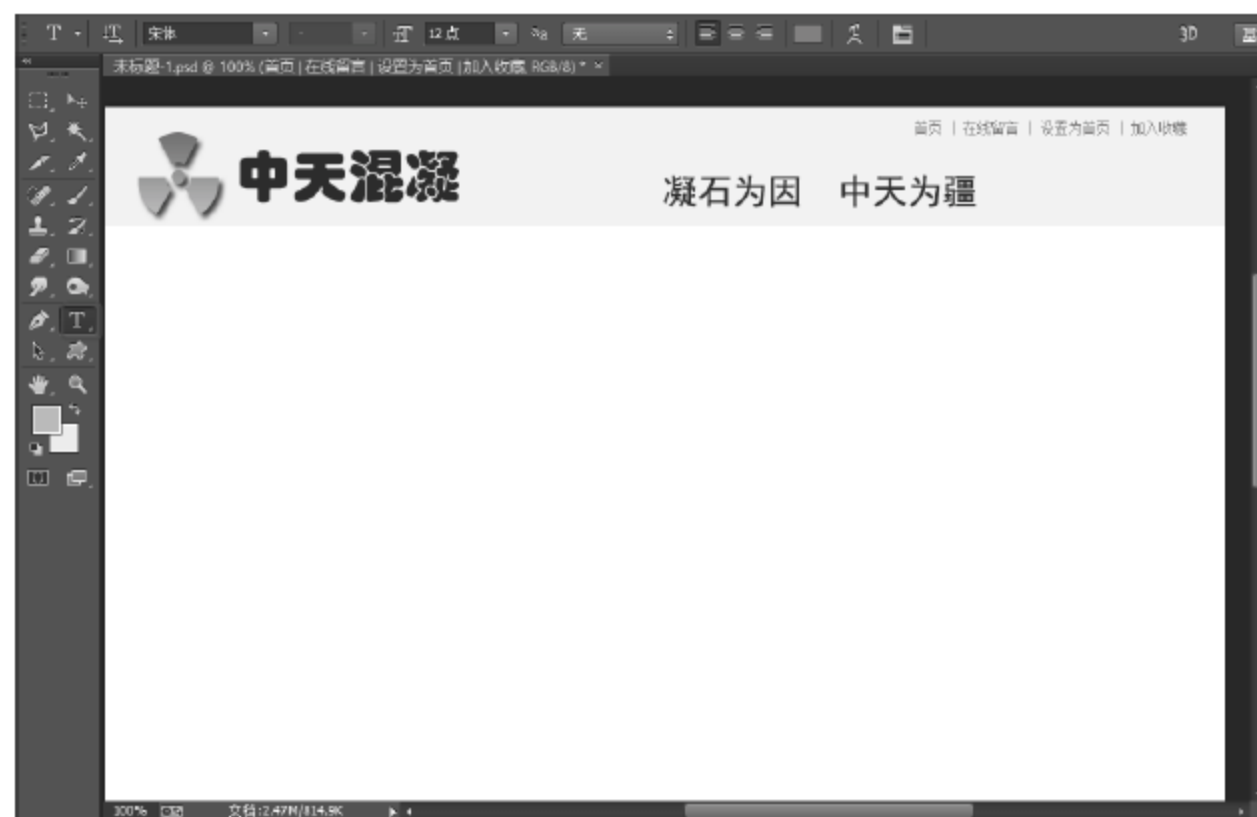 T T 宋体 - T 12点 aa 无 3D 基
未标题-1.psd @ 100% (首页 | 在线留言 | 设置为首页 | 加入收藏, RGB/8) * ×
首页 | 在线留言 | 设置为首页 | 加入收藏
中天混凝
凝石为因 中天为疆
T
100% 文档:2.47M/814.9K